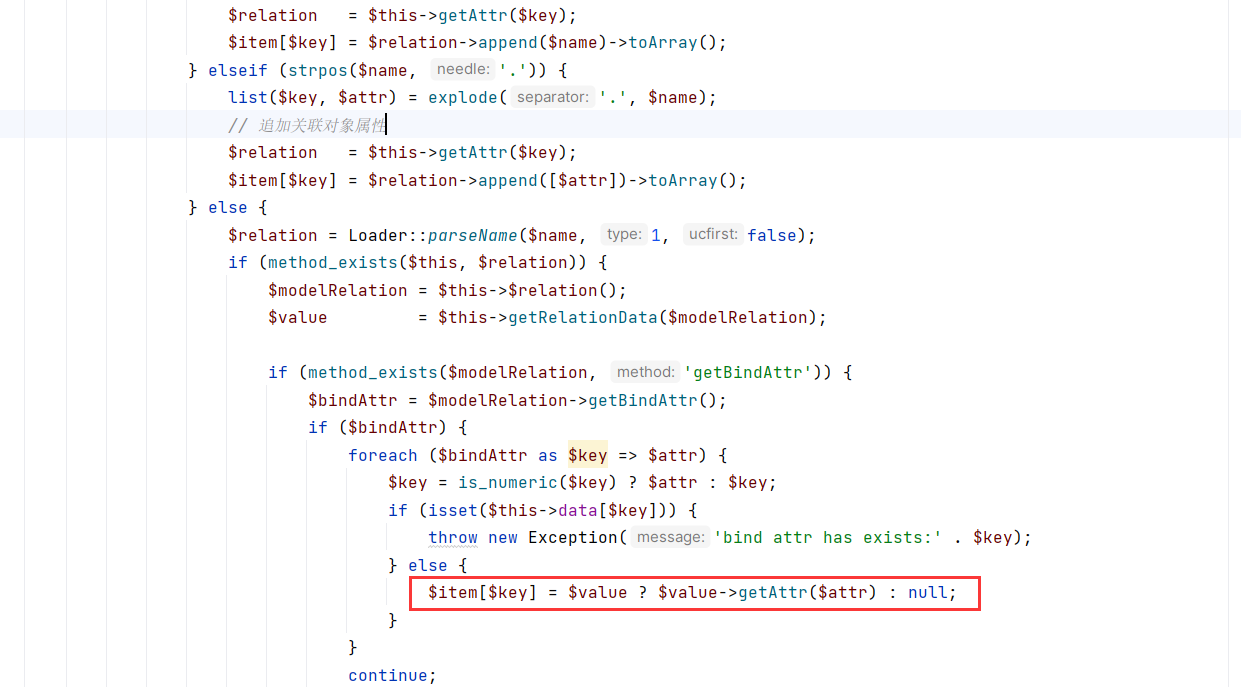 $relation   = $this->getAttr($key);
$item[$key] = $relation->append($name)->toArray();
} elseif (strpos($name, needle: '.')) {
list($key, $attr) = explode( separator: '.', $name);
// 追加关联对象属性
$relation   = $this->getAttr($key);
$item[$key] = $relation->append([$attr])->toArray();
} else {
$relation = Loader::parseName($name, type: 1, ucfirst: false);
if (method_exists($this, $relation)) {
$modelRelation = $this->$relation();
$value         = $this->getRelationData($modelRelation);
if (method_exists($modelRelation, method: 'getBindAttr')) {
$bindAttr = $modelRelation->getBindAttr();
if ($bindAttr) {
foreach ($bindAttr as $key => $attr) {
$key = is_numeric($key) ? $attr : $key;
if (isset($this->data[$key])) {
throw new Exception( message: 'bind attr has exists:' . $key);
} else {
$item[$key] = $value ? $value->getAttr($attr) : null;
}
}
continue;